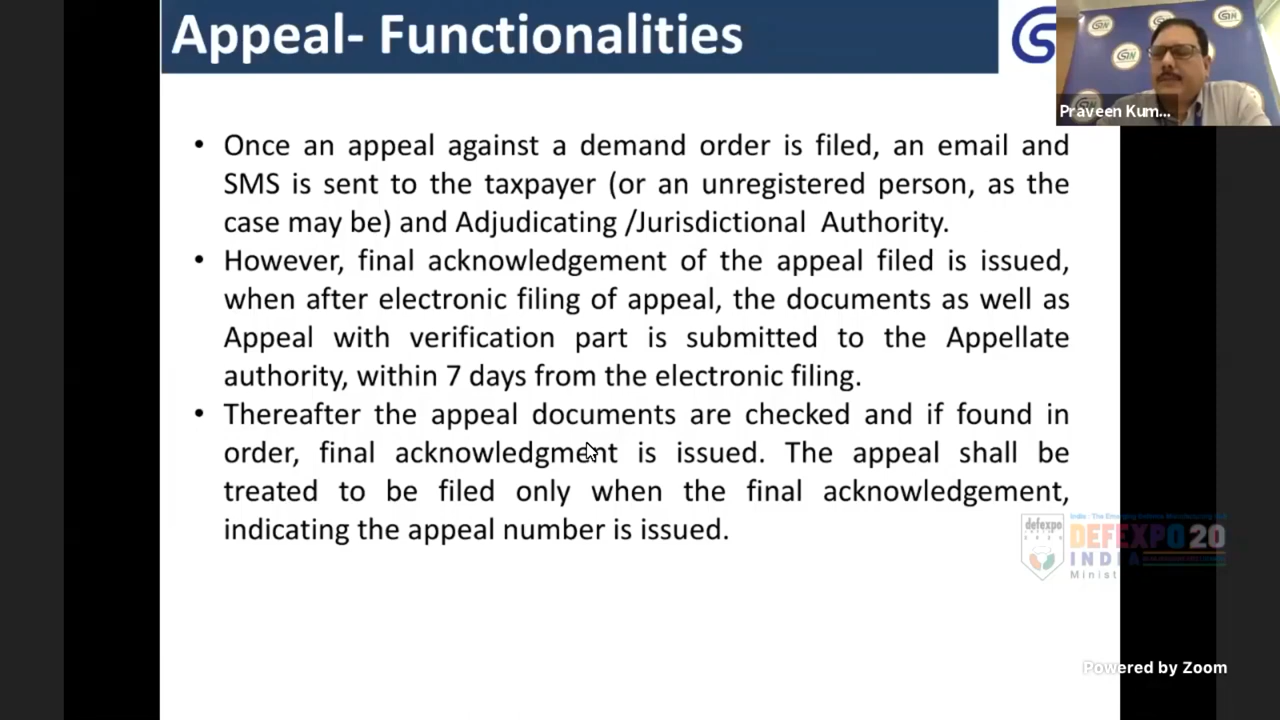 Appeal- Functionalities
Praveen Kum...
• Once an appeal against a demand order is filed, an email and
SMS is sent to the taxpayer (or an unregistered person, as the
case may be) and Adjudicating /Jurisdictional Authority.
• However, final acknowledgement of the appeal filed is issued,
when after electronic filing of appeal, the documents as well as
Appeal with verification part is submitted to the Appellate
authority, within 7 days from the electronic filing.
• Thereafter the appeal documents are checked and if found in
order, final acknowledgment is issued. The appeal shall be
treated to be filed only when the final acknowledgement,
indicating the appeal number is issued.
defexpo
DEFEXPO20
INDIA
Minist
Powered by Zoom